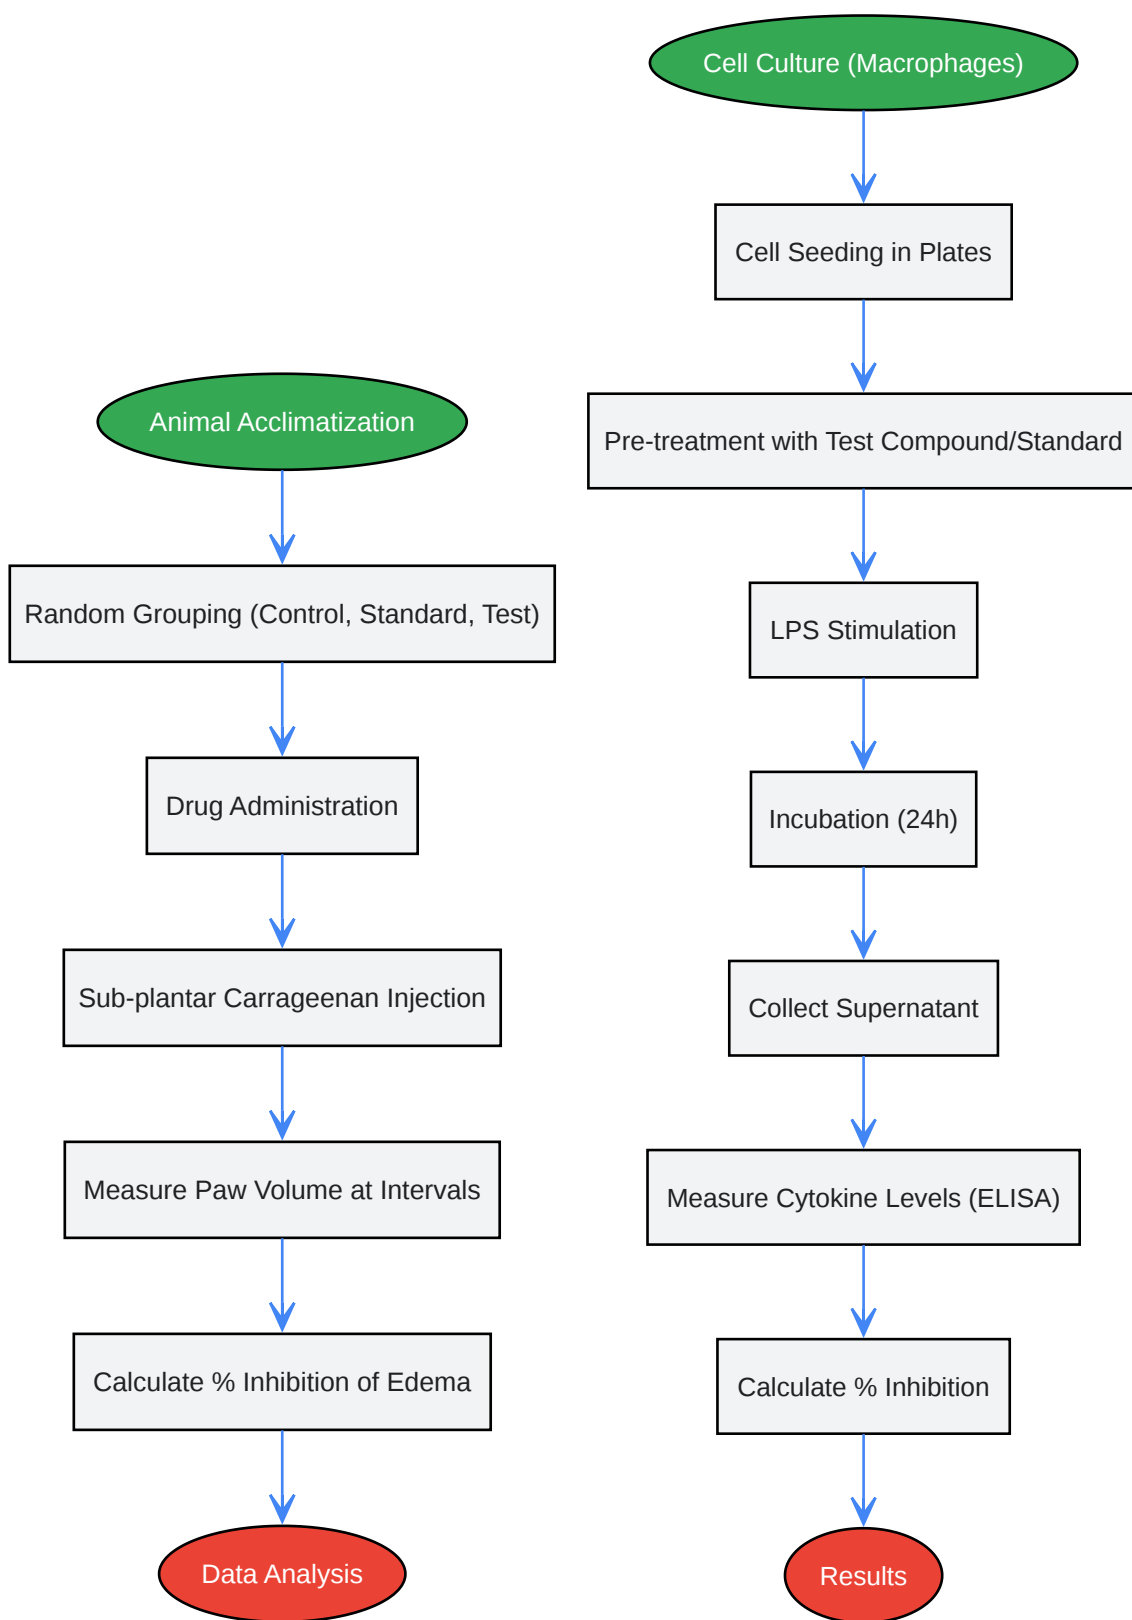 Animal Acclimatization
Random Grouping (Control, Standard, Test)
Drug Administration
Sub-plantar Carrageenan Injection
Measure Paw Volume at Intervals
Calculate % Inhibition of Edema
Data Analysis
Cell Culture (Macrophages)
Cell Seeding in Plates
Pre-treatment with Test Compound/Standard
LPS Stimulation
Incubation (24h)
Collect Supernatant
Measure Cytokine Levels (ELISA)
Calculate % Inhibition
Results